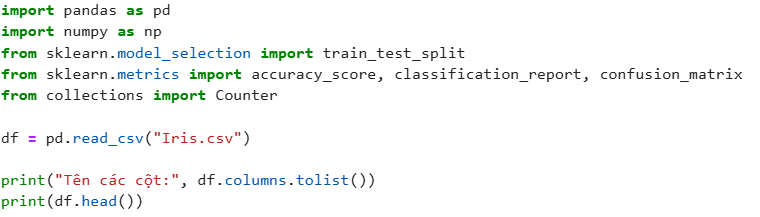 import pandas as pd
import numpy as np
from sklearn.model_selection import train_test_split
from sklearn.metrics import accuracy_score, classification_report, confusion_matrix
from collections import Counter
df = pd.read_csv("Iris.csv")
print("Tên các cột:", df.columns.tolist())
print(df.head())